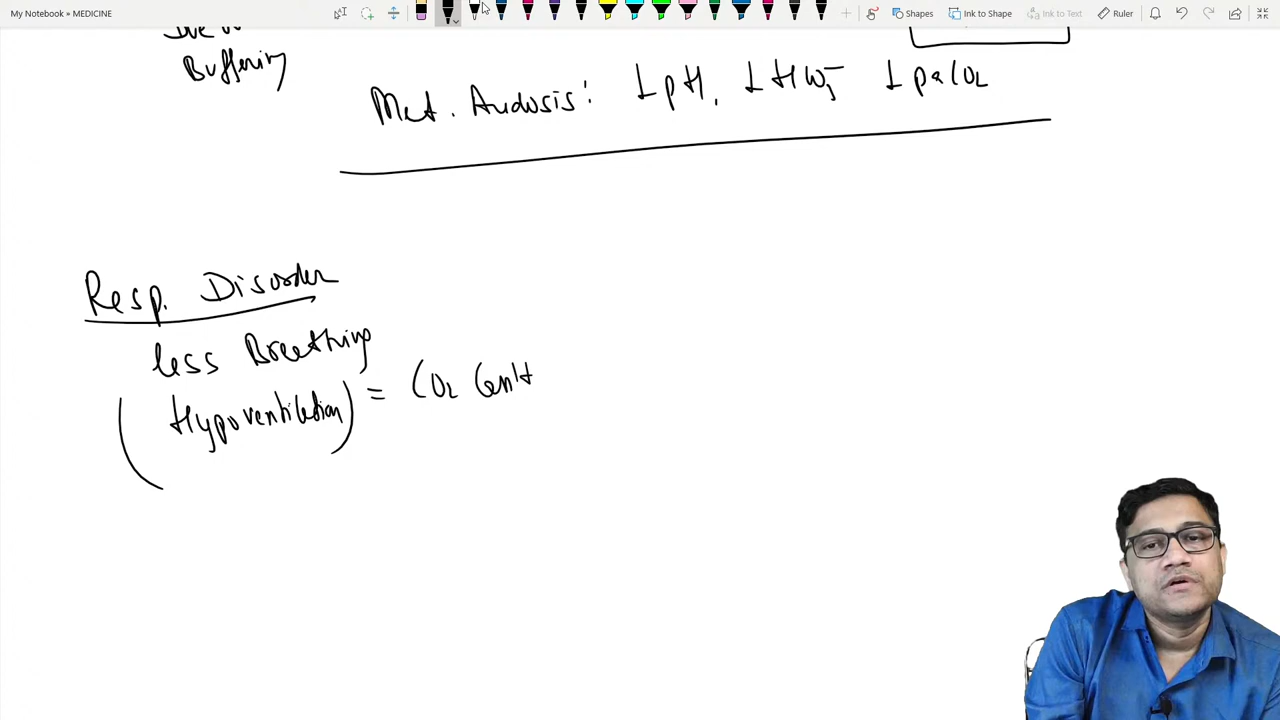 My Notebook » MEDICINE
Shapes Ink to Shape Ink to Text Ruler
Buffering
Met. Acidosis: ↓pH, ↓HCO3- ↓paCO2
Resp. Disorder
less Breathing
(Hypoventilation) = CO2 Can't